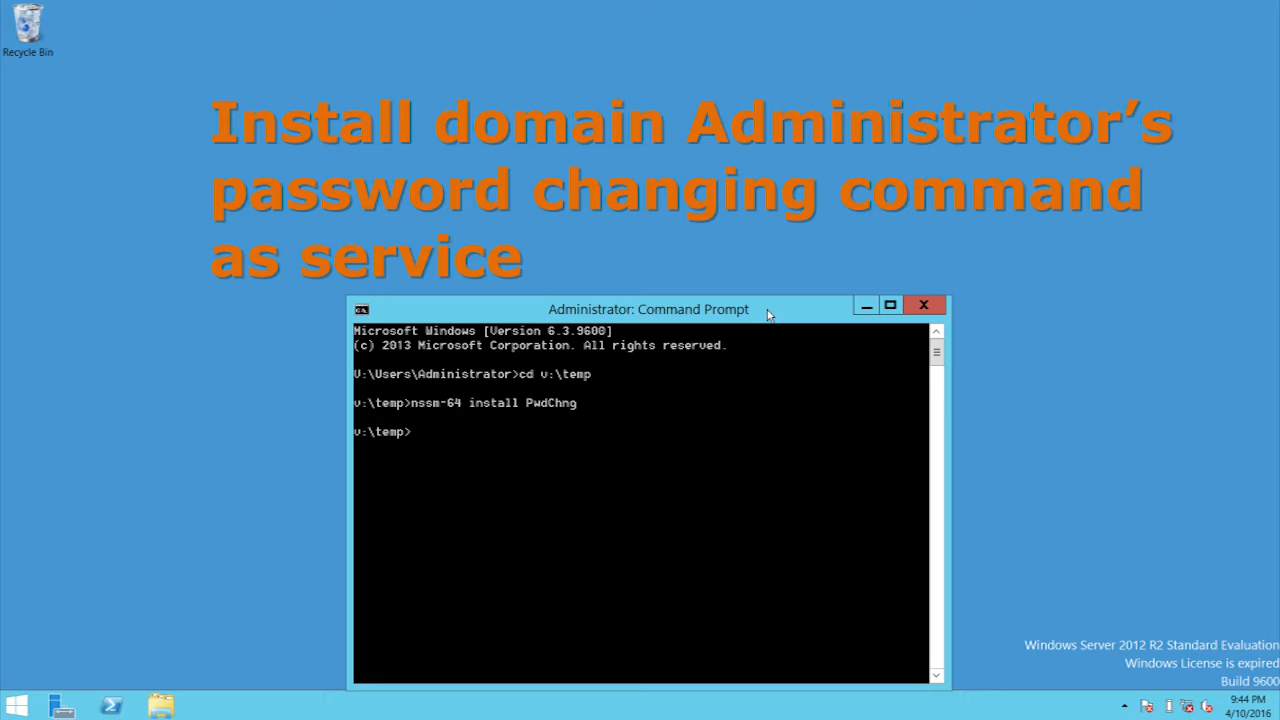 Recycle Bin
Install domain Administrator’s
password changing command
as service
Administrator: Command Prompt
Microsoft Windows [Version 6.3.9600]
(c) 2013 Microsoft Corporation. All rights reserved.
V:\Users\Administrator>cd v:\temp
v:\temp>nssm-64 install PwdChng
v:\temp>
Windows Server 2012 R2 Standard Evaluation
Windows License is expired
Build 9600
9:44 PM
4/10/2016